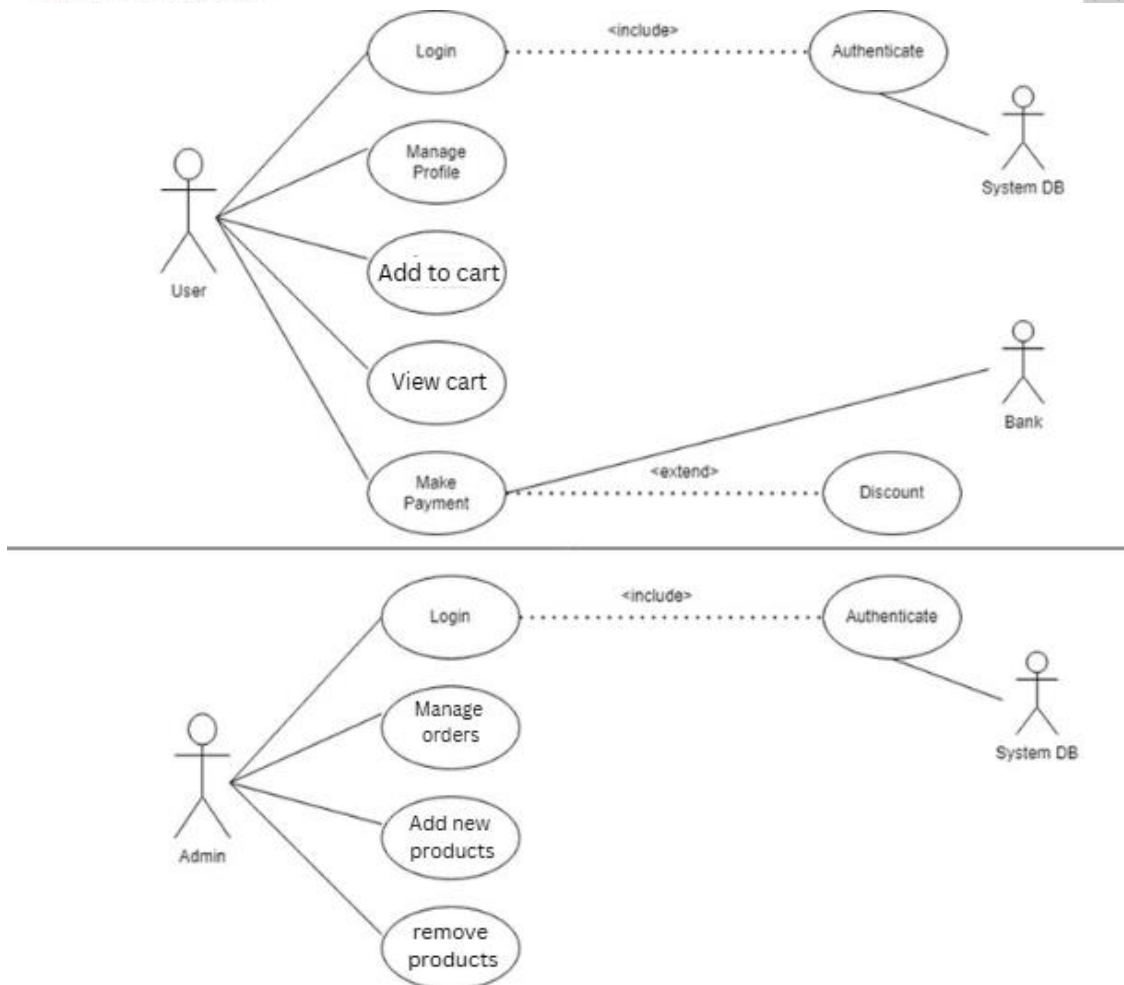 Login
<include>
Authenticate
System DB
Manage
Profile
User
Add to cart
View cart
Bank
Make
Payment
<extend>
Discount
Login
<include>
Authenticate
System DB
Manage
orders
Admin
Add new
products
remove
products